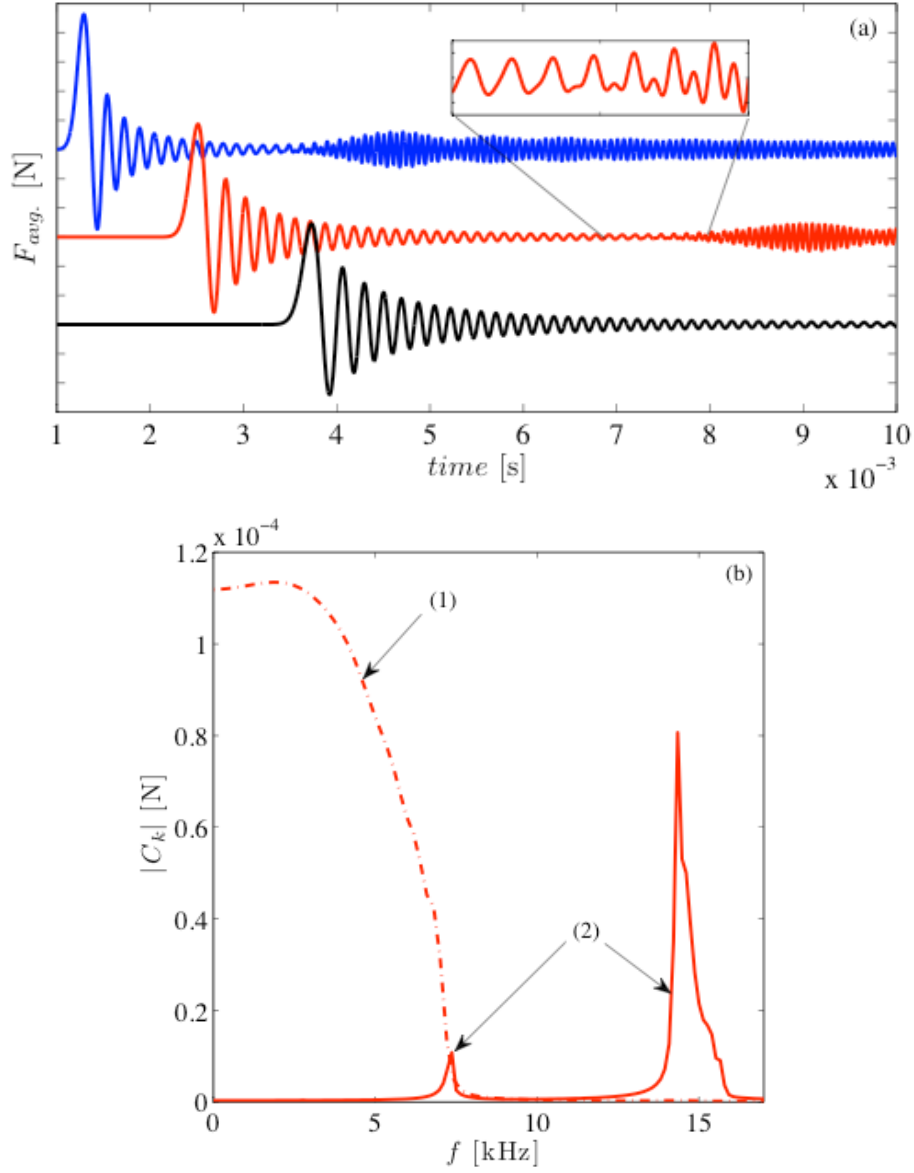 (a)
F_avg. [N]
1 2 3 4 5 6 7 8 9 10
time [s]
x 10^-3
x 10^-4
(b)
1.2
1
0.8
0.6
0.4
0.2
0
(1)
(2)
|C_k| [N]
0 5 10 15
f [kHz]